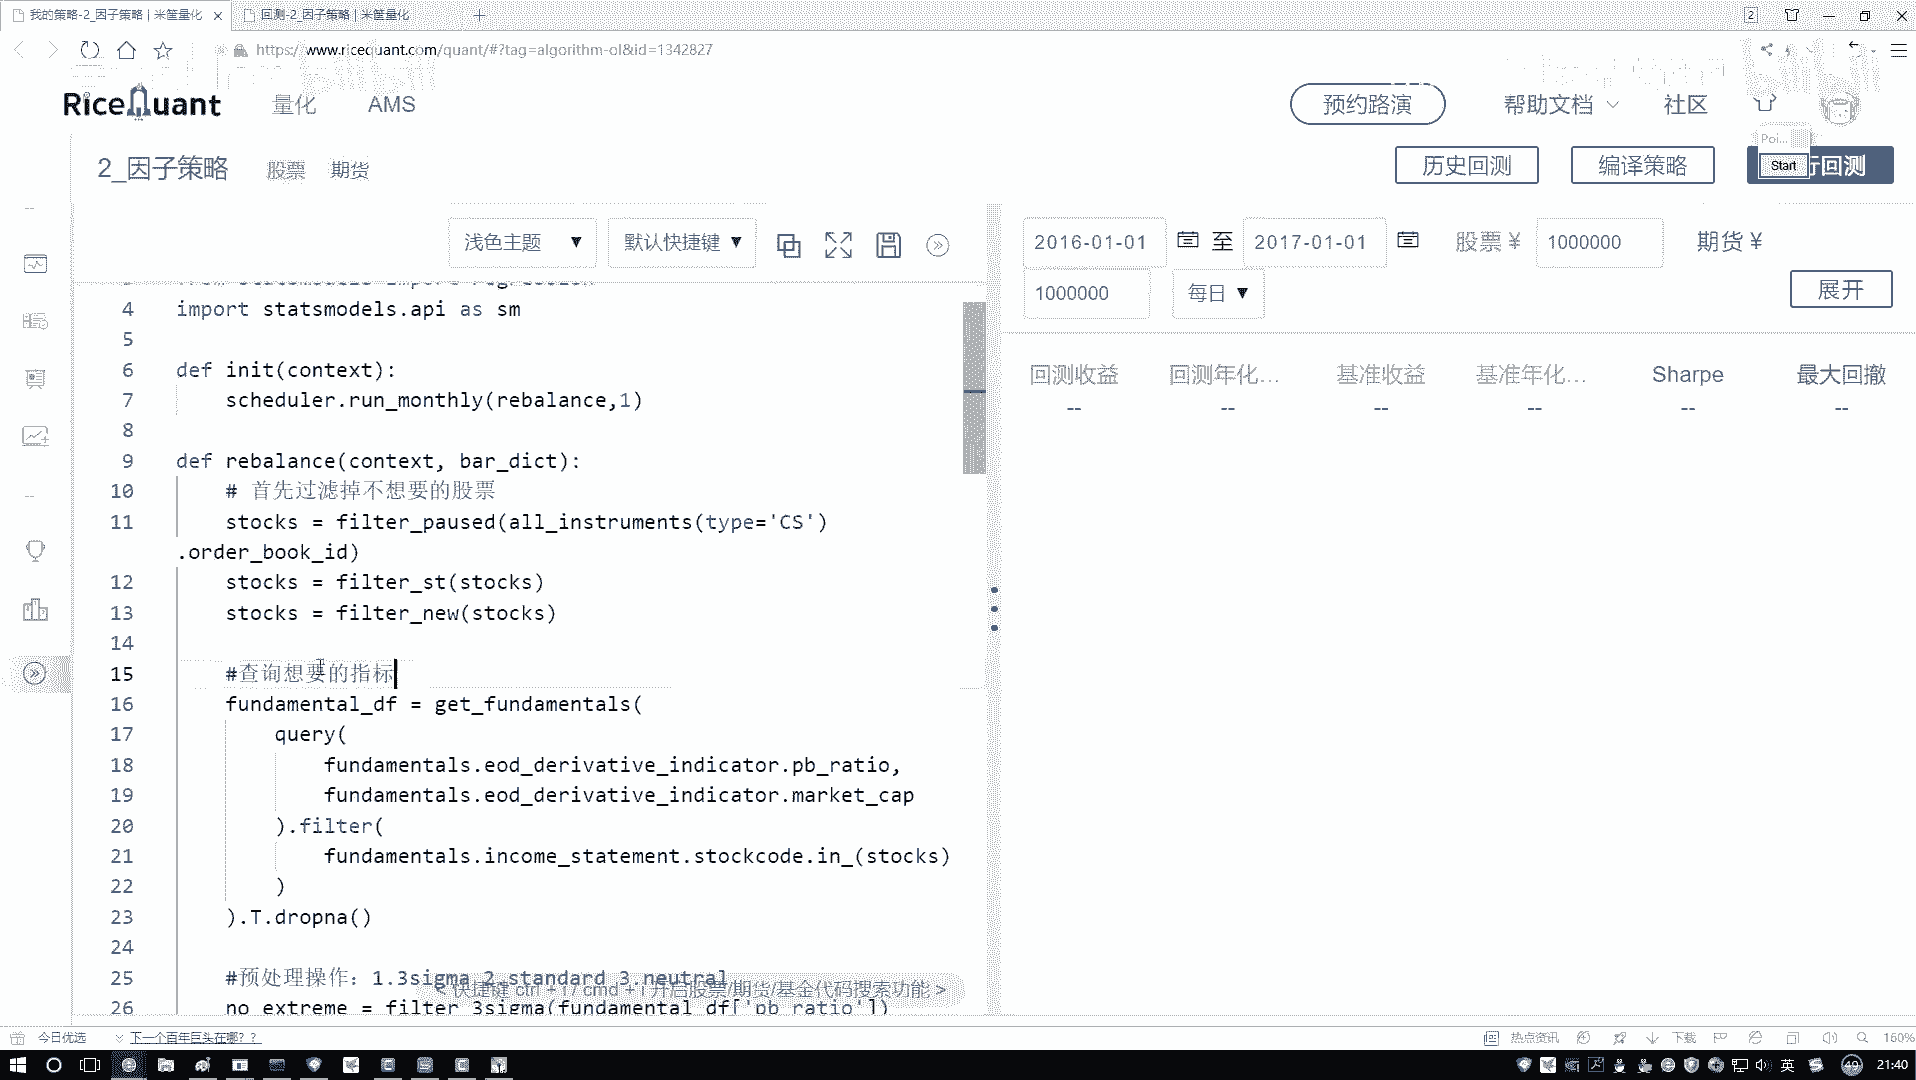 我的策略-2_因子策略 | 米筐量化
回测-2_因子策略 | 米筐量化
2
https://www.ricequant.com/quant/#?tag=algorithm-ol&id=1342827
RiceQuant
量化
AMS
预约路演
帮助文档
社区
Poi...
2_因子策略
股票
期货
历史回测
编译策略
Start
行回测
浅色主题 ▼
默认快捷键 ▼
2016-01-01
至
2017-01-01
股票 ¥
1000000
期货 ¥
1000000
每日 ▼
展开
4 import statsmodels.api as sm
5
6 def init(context):
7 scheduler.run_monthly(rebalance,1)
8
9 def rebalance(context, bar_dict):
10 # 首先过滤掉不想要的股票
11 stocks = filter_paused(all_instruments(type='CS')
.order_book_id)
12 stocks = filter_st(stocks)
13 stocks = filter_new(stocks)
14
15 #查询想要的指标
16 fundamental_df = get_fundamentals(
17 query(
18 fundamentals.eod_derivative_indicator.pb_ratio,
19 fundamentals.eod_derivative_indicator.market_cap
20 ).filter(
21 fundamentals.income_statement.stockcode.in_(stocks)
22 )
23 ).T.dropna()
24
25 #预处理操作：1.3sigma 2.standard 3.neutral
< 快捷键 ctrl + i / cmd + i 开启股票/期货/基金代码搜索功能 >
26 no_extreme = filter_3sigma(fundamental_df['pb_ratio'])
回测收益
回测年化...
基准收益
基准年化...
Sharpe
最大回撤
--
--
--
--
--
--
今日优选
下一个百年巨头在哪？？
热点资讯
下载
160%
英
49
21:40